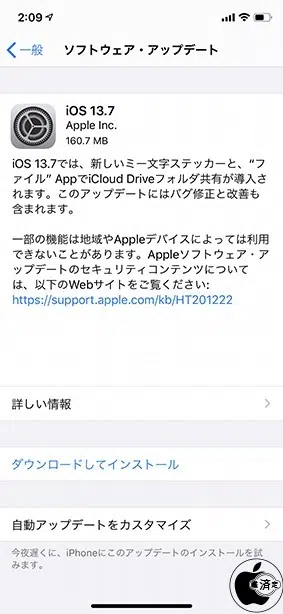 2:09
一般
ソフトウェア・アップデート
iOS 13.7
Apple Inc.
160.7 MB
iOS 13.7では、新しいミー文字ステッカーと、“フ
ァイル” AppでiCloud Driveフォルダ共有が導入さ
れます。このアップデートにはバグ修正と改善も
含まれます。
一部の機能は地域やAppleデバイスによっては利用
できないことがあります。Appleソフトウェア・ア
ップデートのセキュリティコンテンツについて
は、以下のWebサイトをご覧ください:
https://support.apple.com/kb/HT201222
詳しい情報
ダウンロードしてインストール
自動アップデートをカスタマイズ
今夜遅くに、iPhoneにこのアップデートのインストールを試
みます。